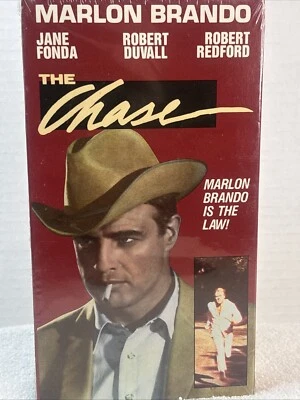 MARLON BRANDO
JANE FONDA
ROBERT DUVALL
ROBERT REDFORD
THE
Chase
MARLON
BRANDO
IS THE
LAW!